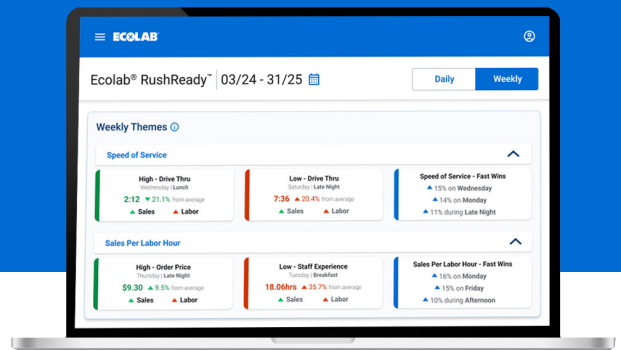 ECOLAB
Ecolab® RushReady™ | 03/24 - 31/25
Daily
Weekly
Weekly Themes
Speed of Service
High - Drive Thru
Wednesday | Lunch
2:12 ▼ 21.1% from average
▲ Sales ▲ Labor
Low - Drive Thru
Saturday | Late Night
7:36 ▲ 20.4% from average
▲ Sales ▲ Labor
Speed of Service - Fast Wins
▲ 15% on Wednesday
▲ 14% on Monday
▲ 11% during Late Night
Sales Per Labor Hour
High - Order Price
Thursday | Late Night
$9.30 ▲ 9.5% from average
▲ Sales ▲ Labor
Low - Staff Experience
Tuesday | Breakfast
18.06hrs ▲ 35.7% from average
▲ Sales ▲ Labor
Sales Per Labor Hour - Fast Wins
▲ 16% on Monday
▲ 15% on Friday
▲ 10% during Afternoon